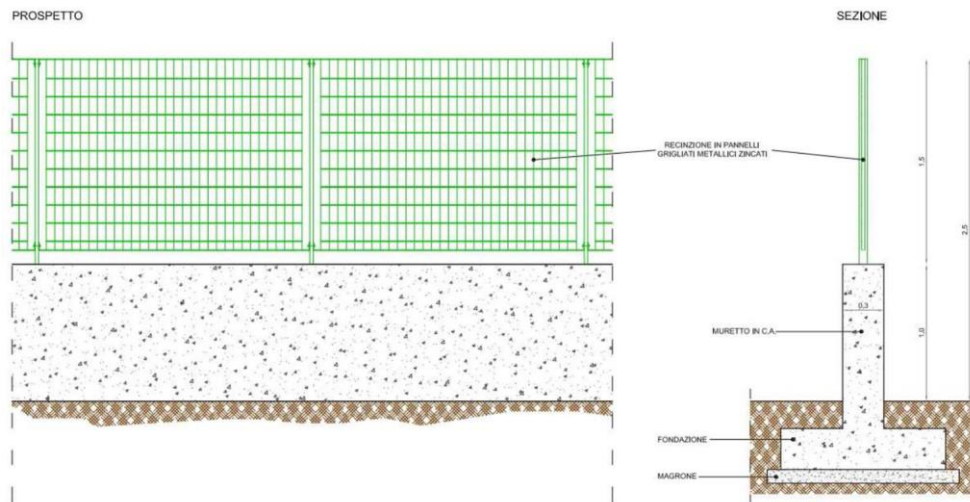 PROSPETTO
SEZIONE
RECINZIONE IN PANNELLI
GRIGLIATI METALLICI ZINCATI
1,5
2,5
0,3
1,0
MURETTO IN C.A.
FONDAZIONE
MAGRONE